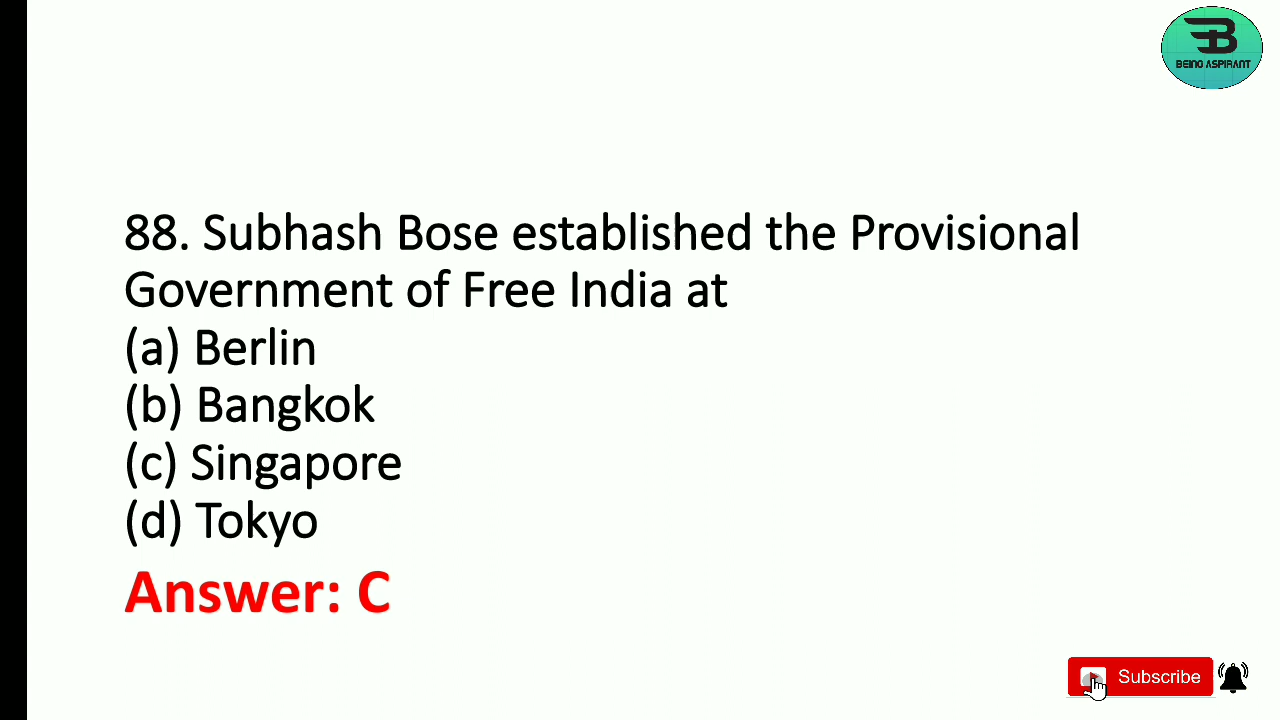 BEING ASPIRANT
88. Subhash Bose established the Provisional
Government of Free India at
(a) Berlin
(b) Bangkok
(c) Singapore
(d) Tokyo
Answer: C
Subscribe